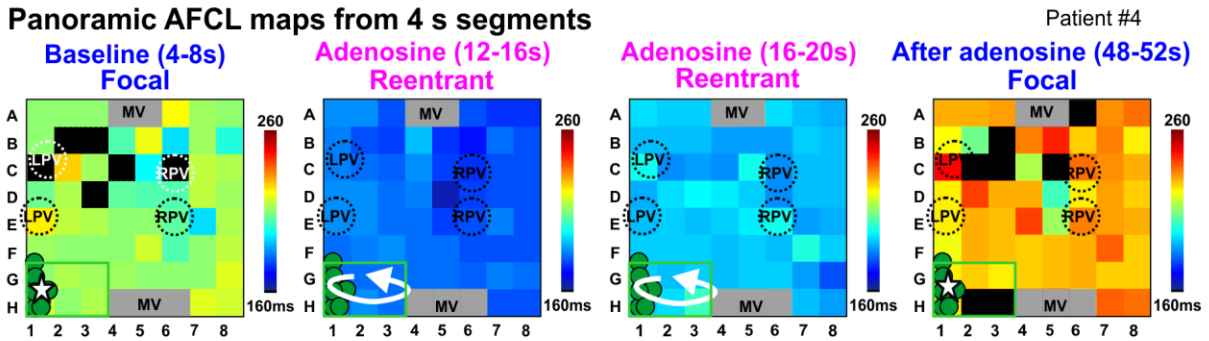 Panoramic AFCL maps from 4 s segments
Patient #4
Baseline (4-8s)
Focal
A
B
C
D
E
F
G
H
1 2 3 4 5 6 7 8
MV
LPV
RPV
LPV
RPV
MV
260
160ms
Adenosine (12-16s)
Reentrant
A
B
C
D
E
F
G
H
1 2 3 4 5 6 7 8
MV
LPV
RPV
LPV
RPV
MV
260
160ms
Adenosine (16-20s)
Reentrant
A
B
C
D
E
F
G
H
1 2 3 4 5 6 7 8
MV
LPV
RPV
LPV
RPV
MV
260
160ms
After adenosine (48-52s)
Focal
A
B
C
D
E
F
G
H
1 2 3 4 5 6 7 8
MV
LPV
RPV
LPV
RPV
MV
260
160ms